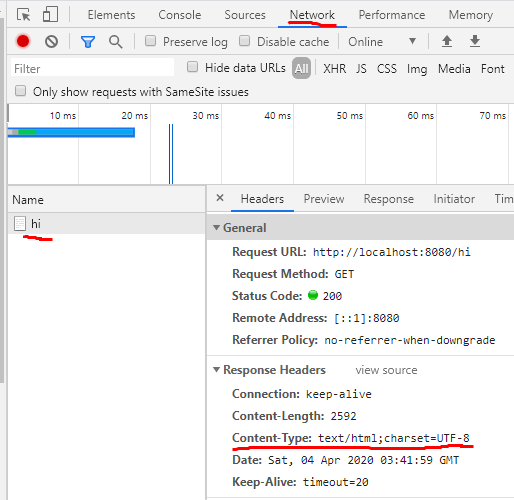 Elements Console Sources Network Performance Memory
Preserve log Disable cache Online ▼
Filter Hide data URLs All XHR JS CSS Img Media Font
Only show requests with SameSite issues
10 ms 20 ms 30 ms 40 ms 50 ms 60 ms 70 ms
Name
× Headers Preview Response Initiator Tim
hi
▼ General
Request URL: http://localhost:8080/hi
Request Method: GET
Status Code: 200
Remote Address: [::1]:8080
Referrer Policy: no-referrer-when-downgrade
▼ Response Headers view source
Connection: keep-alive
Content-Length: 2592
Content-Type: text/html;charset=UTF-8
Date: Sat, 04 Apr 2020 03:41:59 GMT
Keep-Alive: timeout=20